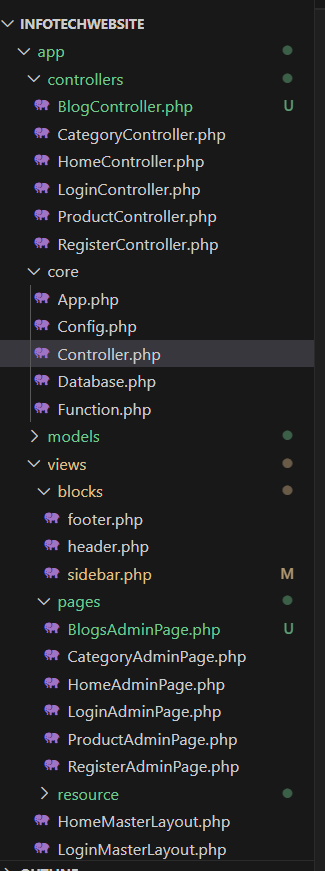 INFOTECHWEBSITE
app
controllers
BlogController.php U
CategoryController.php
HomeController.php
LoginController.php
ProductController.php
RegisterController.php
core
App.php
Config.php
Controller.php
Database.php
Function.php
models
views
blocks
footer.php
header.php
sidebar.php M
pages
BlogsAdminPage.php U
CategoryAdminPage.php
HomeAdminPage.php
LoginAdminPage.php
ProductAdminPage.php
RegisterAdminPage.php
resource
HomeMasterLayout.php
LoginMasterLayout.php